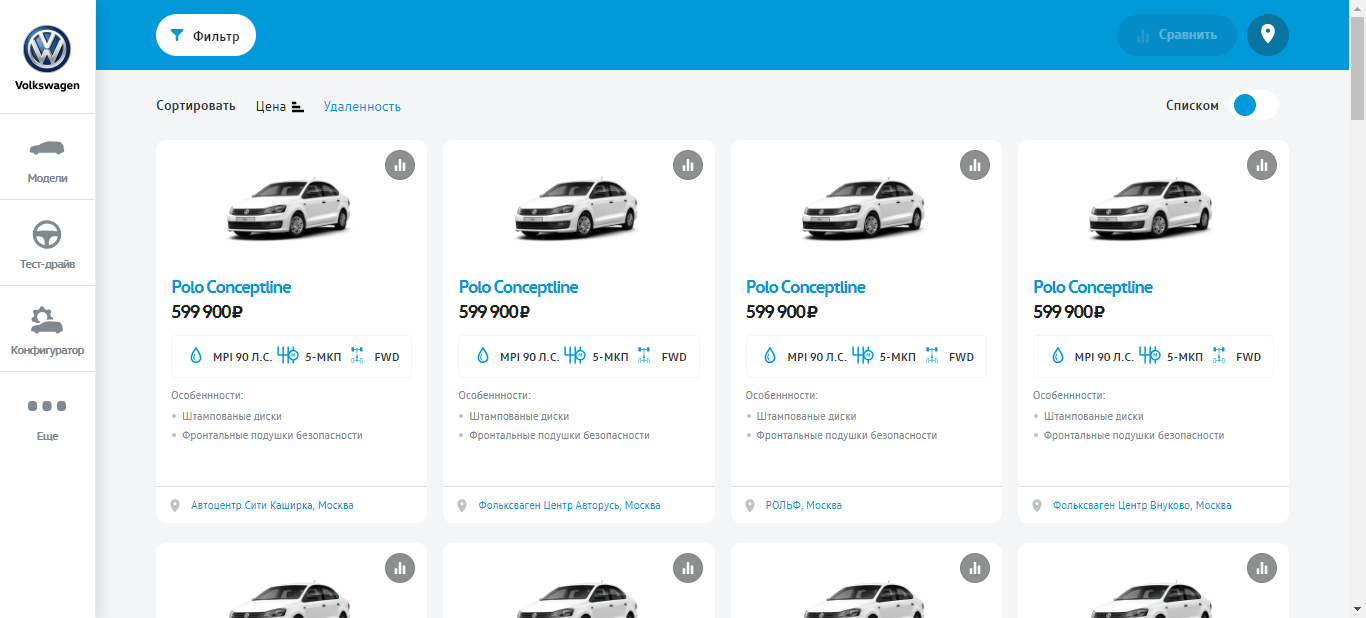 Фильтр
Сравнить
Volkswagen
Сортировать Цена Удаленность
Списком
Модели
Тест-драйв
Конфигуратор
Еще
Polo Conceptline
599 900₽
MPI 90 Л.С. 5-МКП FWD
Особеннности:
Штампованые диски
Фронтальные подушки безопасности
Автоцентр Сити Каширка, Москва
Polo Conceptline
599 900₽
MPI 90 Л.С. 5-МКП FWD
Особеннности:
Штампованые диски
Фронтальные подушки безопасности
Фольксваген Центр Авторусь, Москва
Polo Conceptline
599 900₽
MPI 90 Л.С. 5-МКП FWD
Особеннности:
Штампованые диски
Фронтальные подушки безопасности
РОЛЬФ, Москва
Polo Conceptline
599 900₽
MPI 90 Л.С. 5-МКП FWD
Особеннности:
Штампованые диски
Фронтальные подушки безопасности
Фольксваген Центр Внуково, Москва